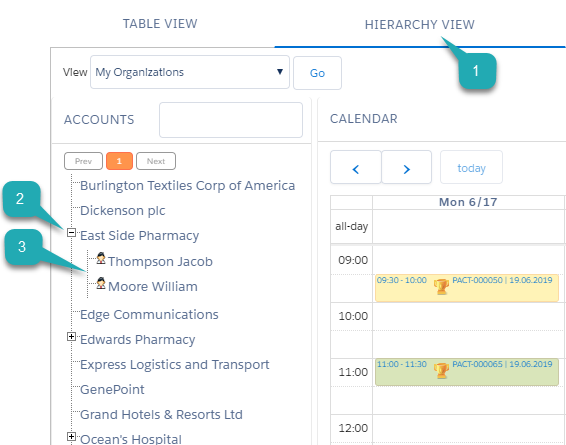 TABLE VIEW
HIERARCHY VIEW
1
View
My Organizations
Go
ACCOUNTS
CALENDAR
Prev
1
Next
today
Burlington Textiles Corp of America
Mon 6/17
2
Dickenson plc
all-day
East Side Pharmacy
3
09:00
Thompson Jacob
09:30 - 10:00
PACT-000050 | 19.06.2019
Moore William
Edge Communications
10:00
Edwards Pharmacy
Express Logistics and Transport
11:00
11:00 - 11:30
PACT-000065 | 19.06.2019
GenePoint
Grand Hotels & Resorts Ltd
12:00
Ocean's Hospital